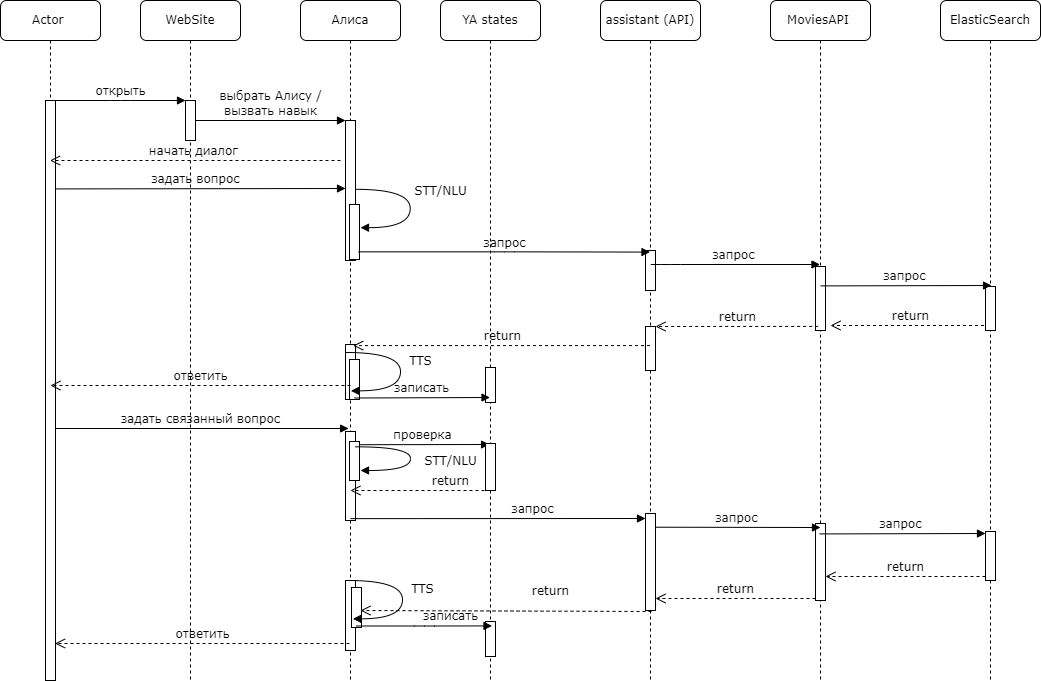 Actor
WebSite
Алиса
YA states
assistant (API)
MoviesAPI
ElasticSearch
открыть
выбрать Алису /
вызвать навык
начать диалог
задать вопрос
STT/NLU
запрос
запрос
запрос
return
return
return
TTS
ответить
записать
задать связанный вопрос
проверка
STT/NLU
return
запрос
запрос
запрос
return
return
return
TTS
записать
ответить